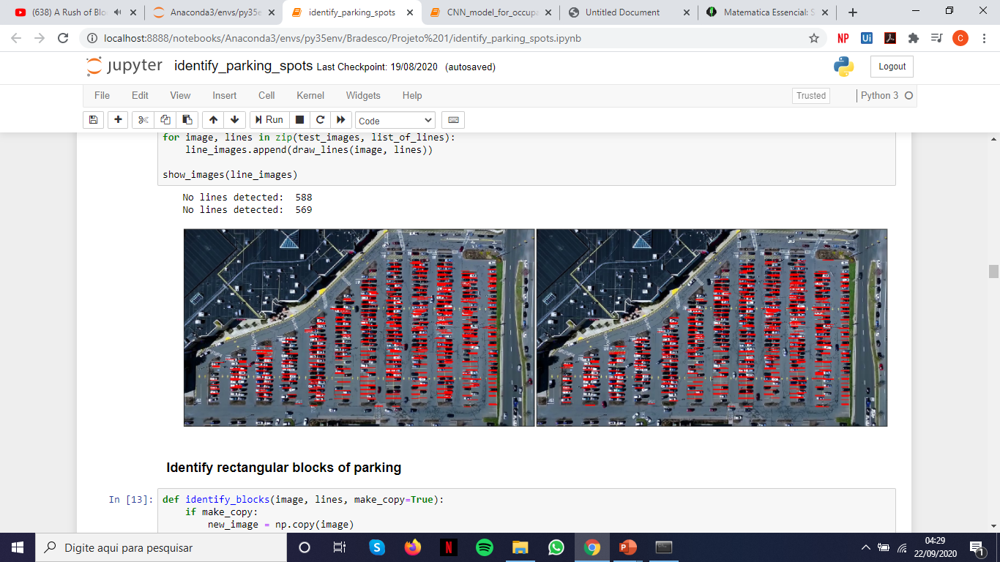 (638) A Rush of Blo
Anaconda3/envs/py35e
identify_parking_spots
CNN_model_for_occupa
Untitled Document
Matematica Essencial: S
localhost:8888/notebooks/Anaconda3/envs/py35env/Bradesco/Projeto%201/identify_parking_spots.ipynb
NP
Ui
C
jupyter
identify_parking_spots Last Checkpoint: 19/08/2020 (autosaved)
Logout
File Edit View Insert Cell Kernel Widgets Help
Trusted
Python 3
Run
Code
for image, lines in zip(test_images, list_of_lines):
line_images.append(draw_lines(image, lines))
show_images(line_images)
No lines detected: 588
No lines detected: 569
Identify rectangular blocks of parking
In [13]:
def identify_blocks(image, lines, make_copy=True):
if make_copy:
new_image = np.copy(image)
Digite aqui para pesquisar
04:29
22/09/2020
1